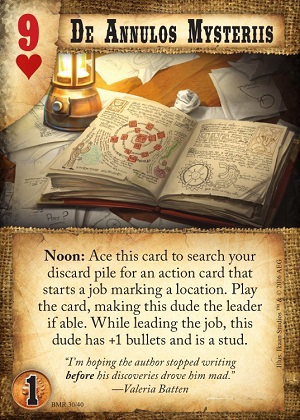 9
De Annulos Mysteriis
Noon: Ace this card to search your
discard pile for an action card that
starts a job marking a location. Play
the card, making this dude the leader
if able. While leading the job, this
dude has +1 bullets and is a stud.
"I'm hoping the author stopped writing
before his discoveries drove him mad."
—Valeria Batten
1
BMR 36/40